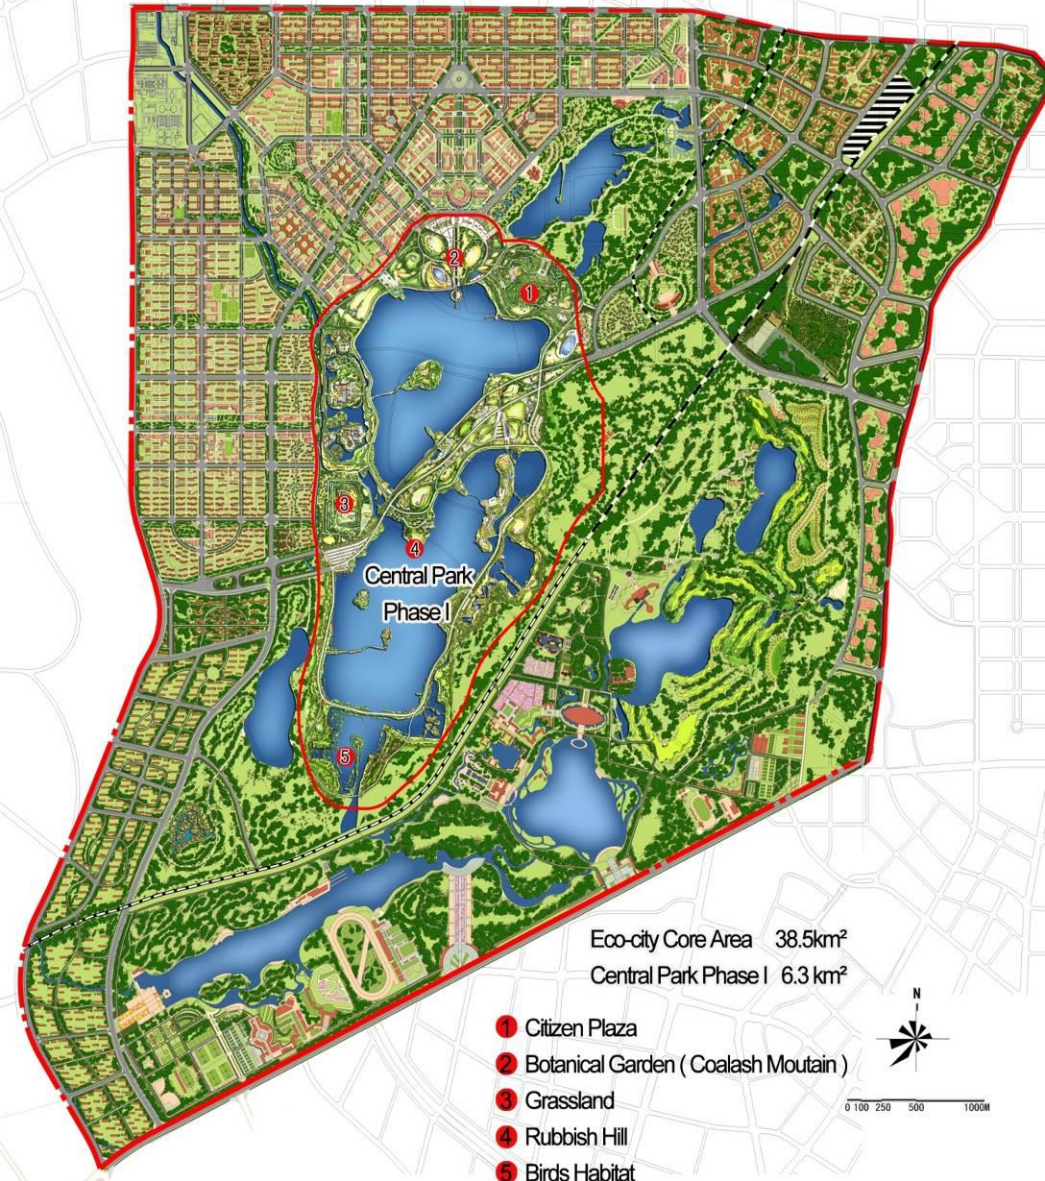 2
1
3
4
Central Park
Phase I
5
Eco-city Core Area 38.5km²
Central Park Phase I 6.3 km²
N
1 Citizen Plaza
2 Botanical Garden ( Coalash Moutain )
3 Grassland
4 Rubbish Hill
5 Birds Habitat
0 100 250 500 1000M